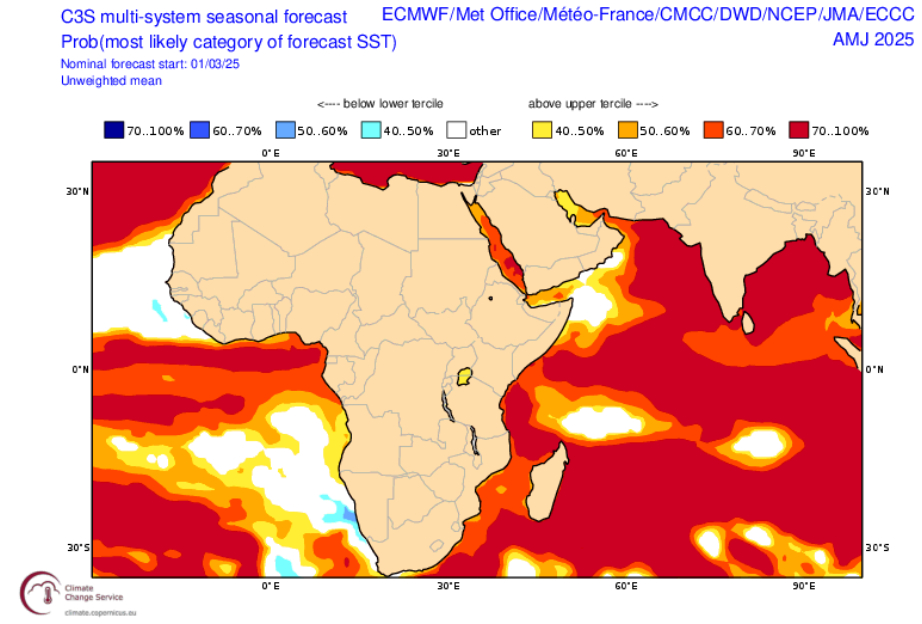 C3S multi-system seasonal forecast ECMWF/Met Office/Météo-France/CMCC/DWD/NCEP/JMA/ECCC
Prob(most likely category of forecast SST) AMJ 2025
Nominal forecast start: 01/03/25
Unweighted mean
<---- below lower tercile above upper tercile ---->
70..100% 60..70% 50..60% 40..50% other 40..50% 50..60% 60..70% 70..100%
0°E 30°E 60°E 90°E
30°N 30°N
0°N 0°N
30°S 30°S
0°E 30°E 60°E 90°E
Climate
Change Service
climate.copernicus.eu